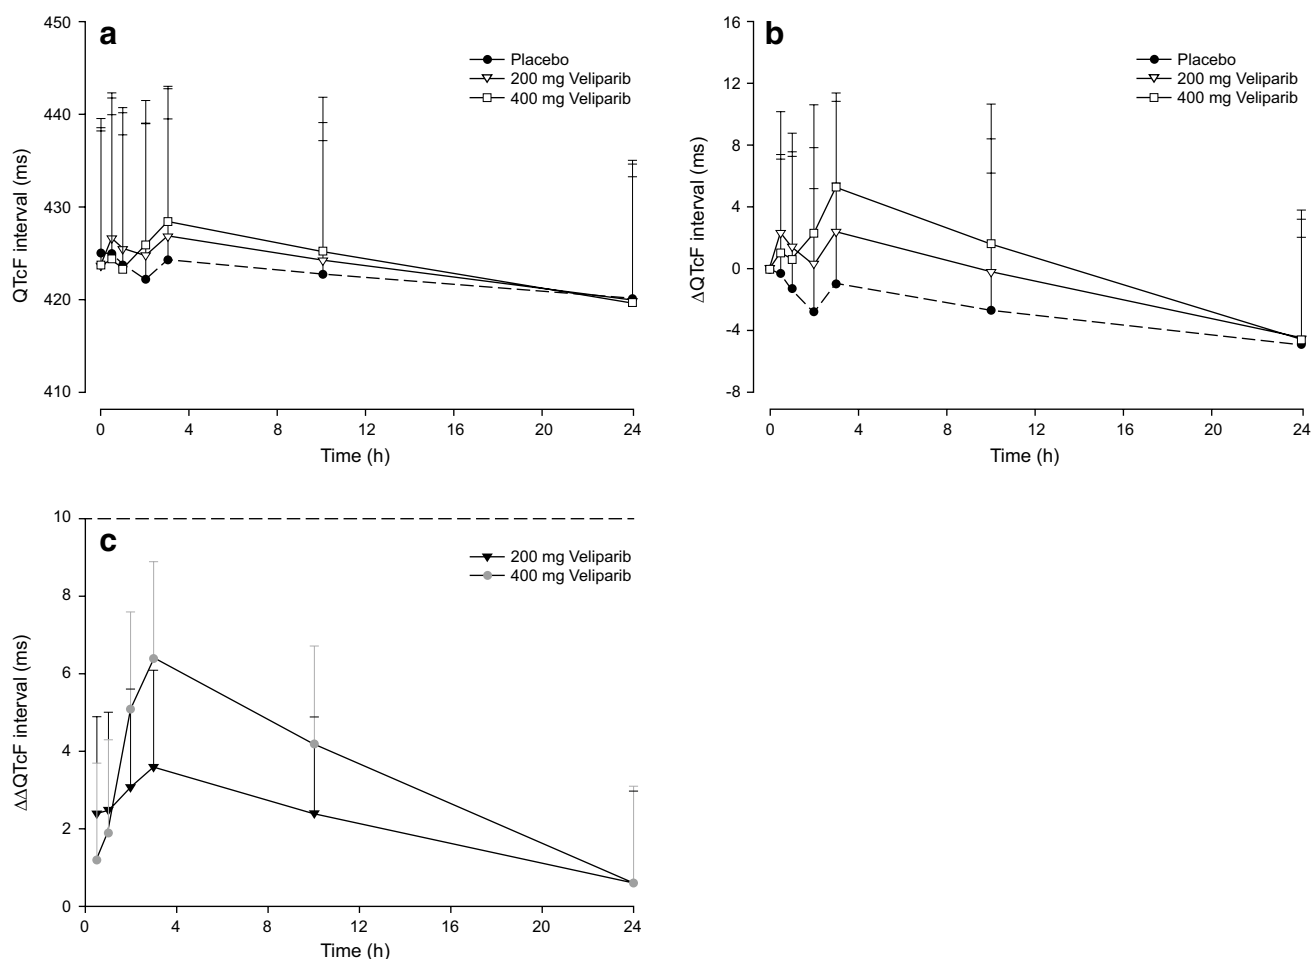 a
Placebo
200 mg Veliparib
400 mg Veliparib
QTcF interval (ms)
450
440
430
420
410
0 4 8 12 16 20 24
Time (h)
b
Placebo
200 mg Veliparib
400 mg Veliparib
ΔQTcF interval (ms)
16
12
8
4
0
-4
-8
0 4 8 12 16 20 24
Time (h)
c
200 mg Veliparib
400 mg Veliparib
ΔΔQTcF interval (ms)
10
8
6
4
2
0
0 4 8 12 16 20 24
Time (h)